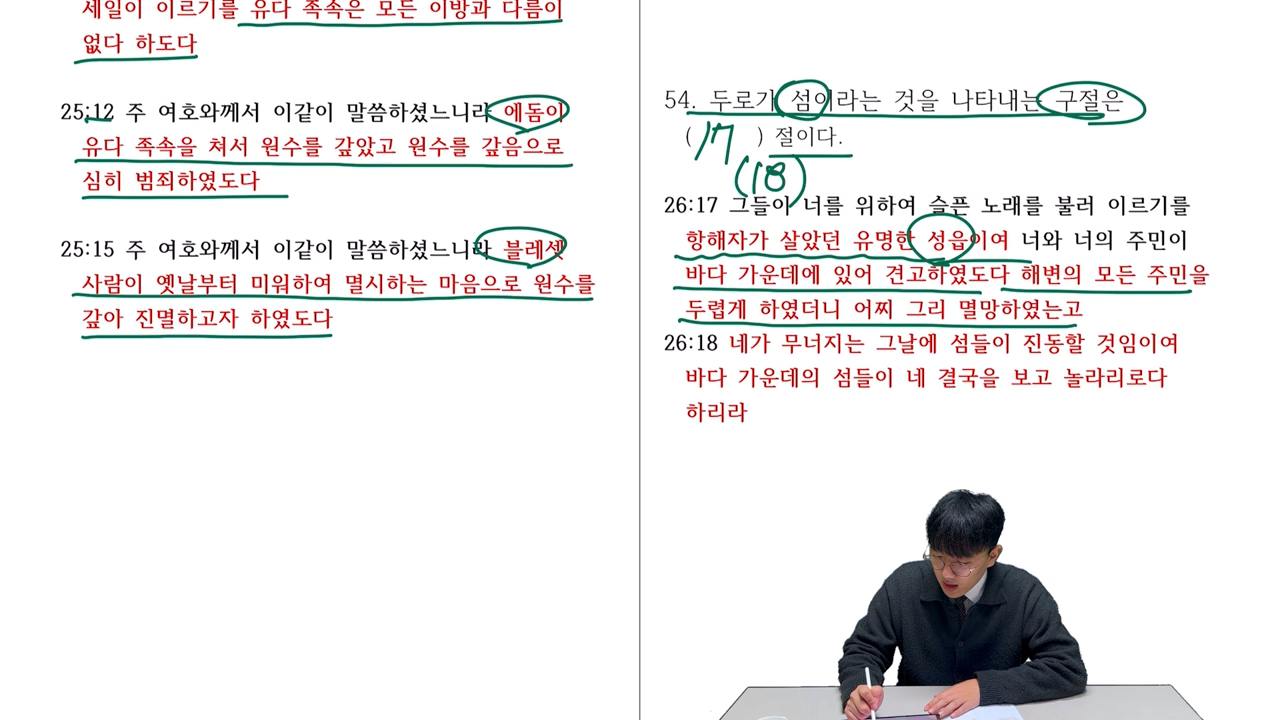 세일이 이르기를 유다 족속은 모든 이방과 다름이
없다 하도다
25:12 주 여호와께서 이같이 말씀하셨느니라 에돔이
유다 족속을 쳐서 원수를 갚았고 원수를 갚음으로
심히 범죄하였도다
25:15 주 여호와께서 이같이 말씀하셨느니라 블레셋
사람이 옛날부터 미워하여 멸시하는 마음으로 원수를
갚아 진멸하고자 하였도다
54. 두로가 섬이라는 것을 나타내는 구절은
( 17 ) 절이다.
(18)
26:17 그들이 너를 위하여 슬픈 노래를 불러 이르기를
항해자가 살았던 유명한 성읍이여 너와 너의 주민이
바다 가운데에 있어 견고하였도다 해변의 모든 주민을
두렵게 하였더니 어찌 그리 멸망하였는고
26:18 네가 무너지는 그날에 섬들이 진동할 것임이여
바다 가운데의 섬들이 네 결국을 보고 놀라리로다
하리라